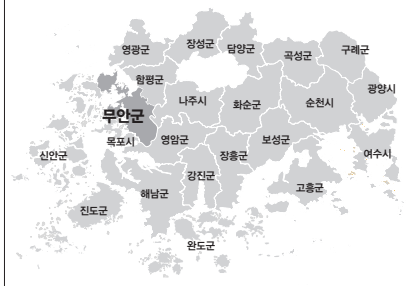 장성군
영광군
담양군
곡성군
구례군
함평군
광양시
나주시
화순군
순천시
무안군
목포시
영암군
보성군
신안군
장흥군
여수시
강진군
해남군
고흥군
진도군
완도군